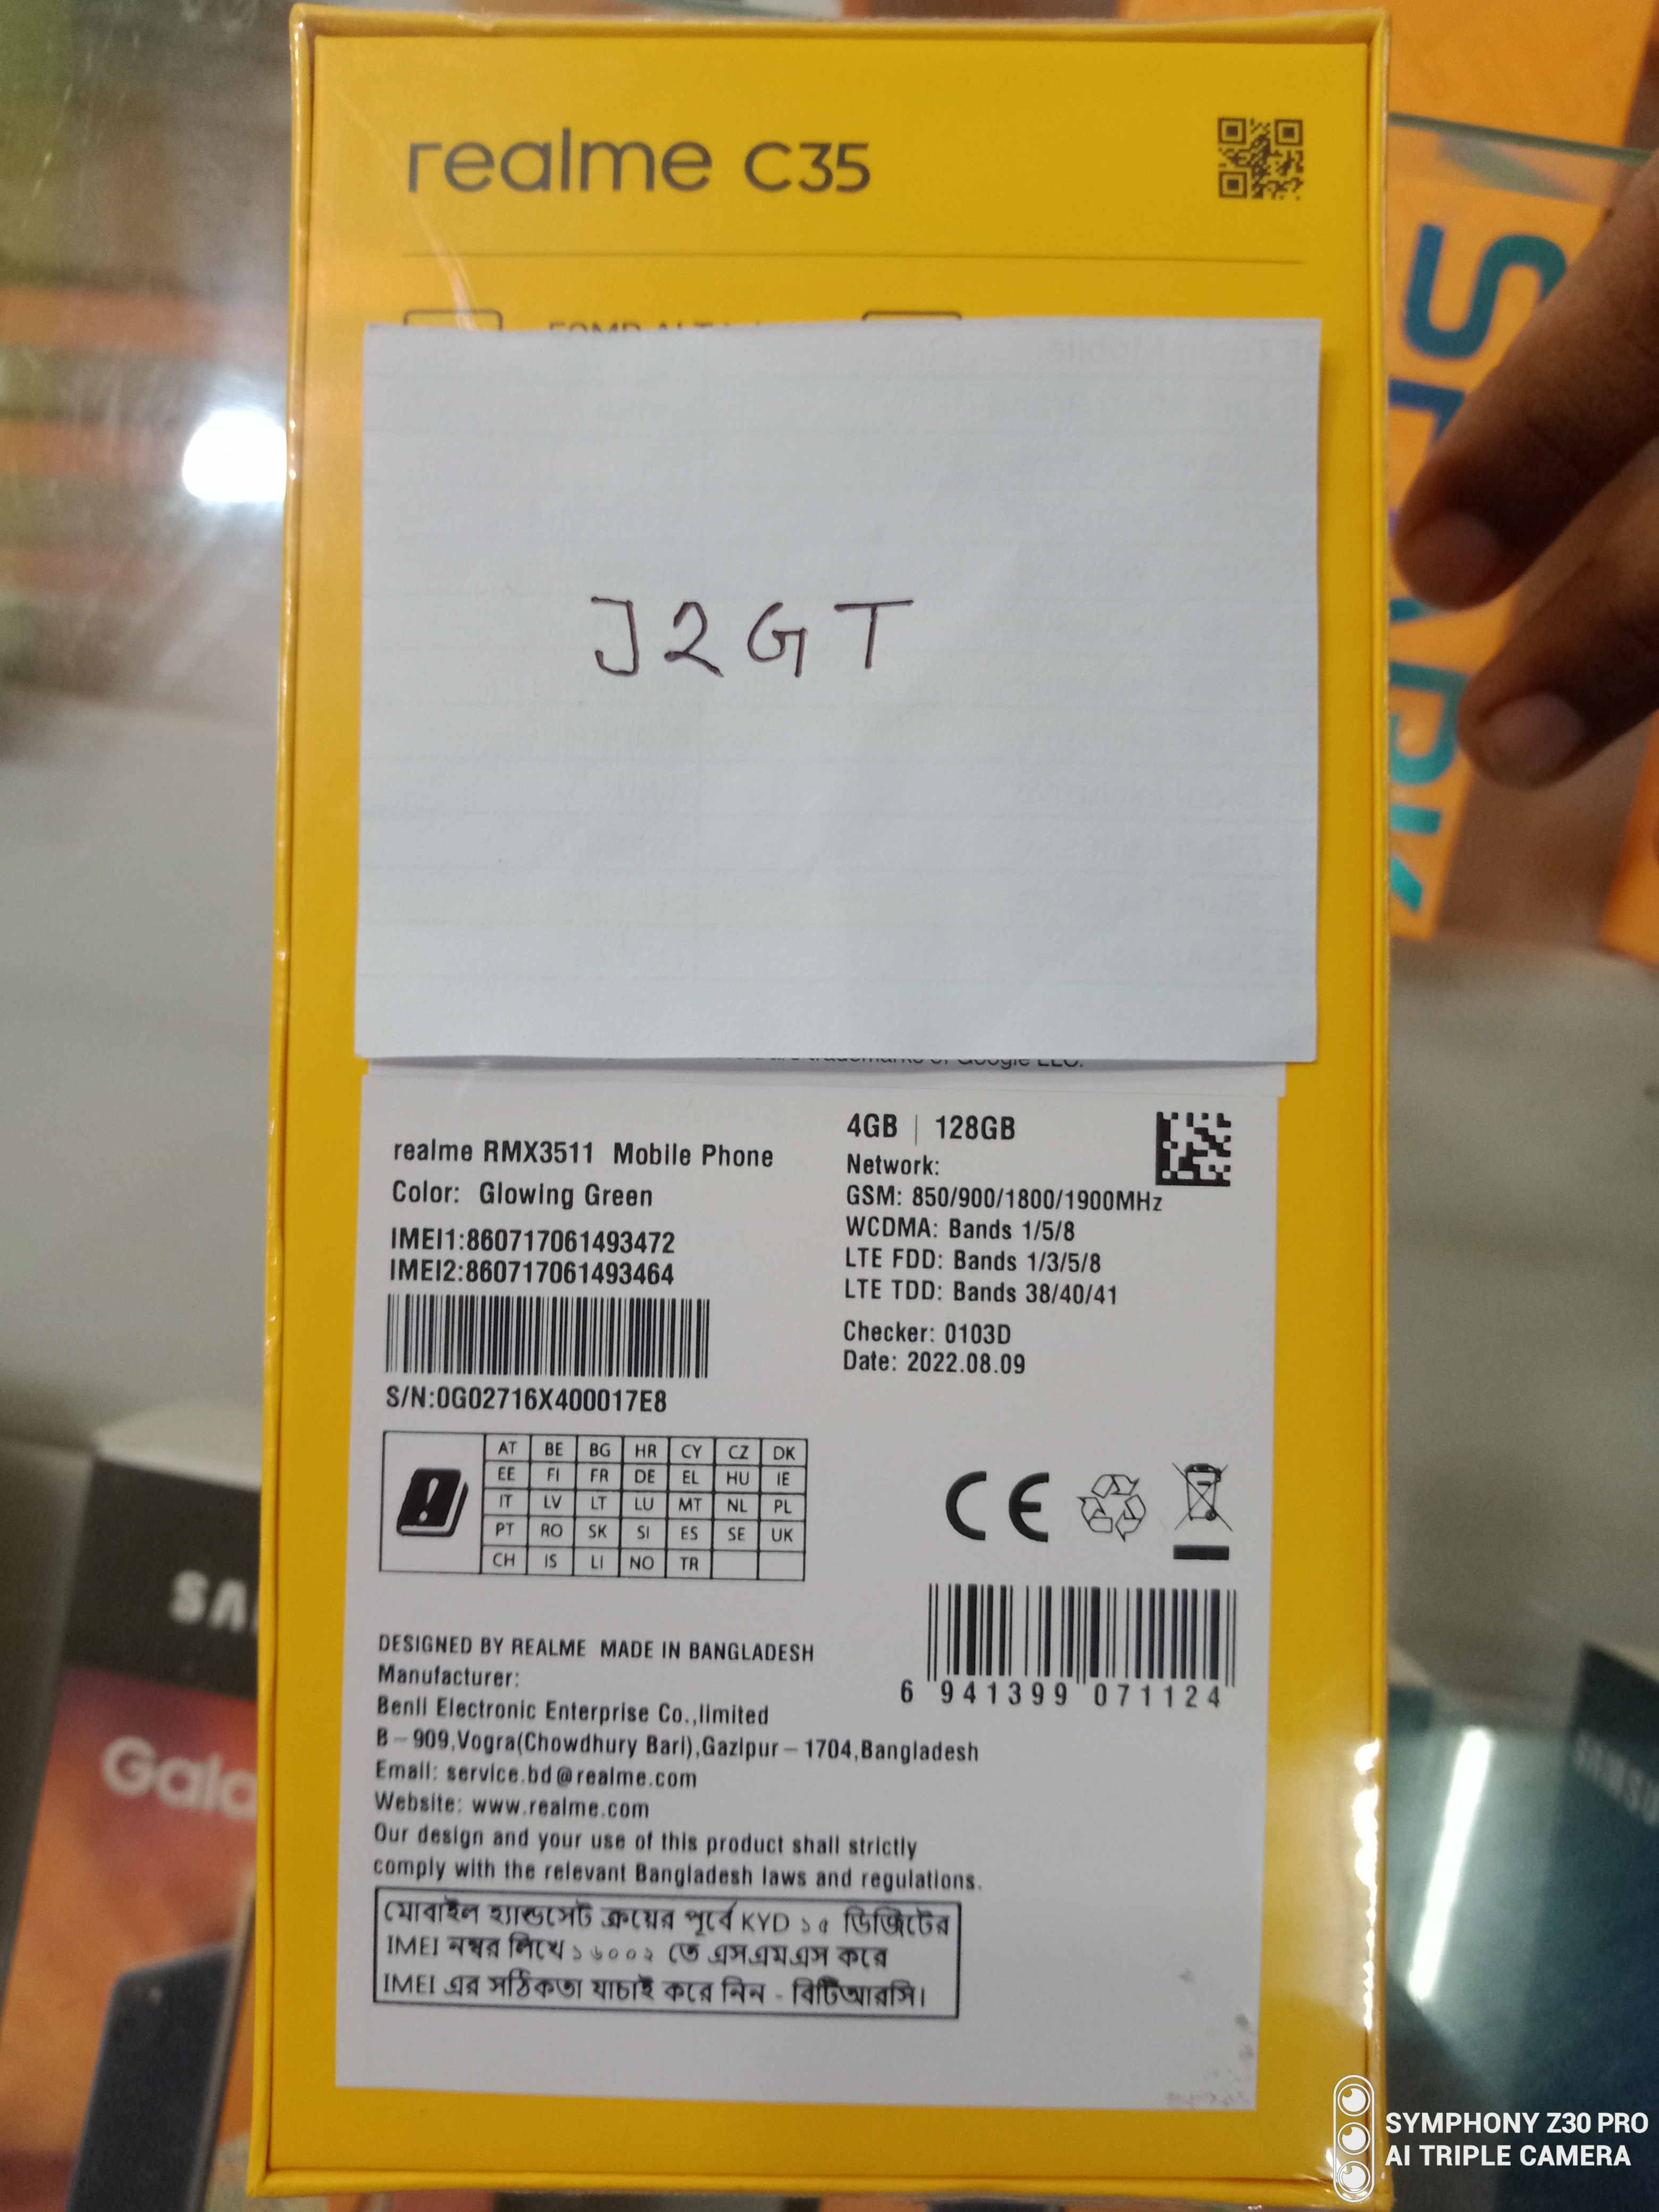 realme C35
J2GT
trademarks of Google LLC.
realme RMX3511 Mobile Phone
Color: Glowing Green
IMEI1:860717061493472
IMEI2:860717061493464
S/N:0G02716X400017E8
4GB | 128GB
Network:
GSM: 850/900/1800/1900MHz
WCDMA: Bands 1/5/8
LTE FDD: Bands 1/3/5/8
LTE TDD: Bands 38/40/41
Checker: 0103D
Date: 2022.08.09
AT BE BG HR CY CZ DK
EE FI FR DE EL HU IE
IT LV LT LU MT NL PL
PT RO SK SI ES SE UK
CH IS LI NO TR
CE
6 941399 071124
DESIGNED BY REALME MADE IN BANGLADESH
Manufacturer:
Benli Electronic Enterprise Co.,limited
B-909,Vogra(Chowdhury Bari),Gazipur-1704,Bangladesh
Email: service.bd@realme.com
Website: www.realme.com
Our design and your use of this product shall strictly
comply with the relevant Bangladesh laws and regulations.
মোবাইল হ্যান্ডসেট ক্রয়ের পূর্বে KYD ১৫ ডিজিটের
IMEI নম্বর লিখে ১৬০০২ তে এসএমএস করে
IMEI এর সঠিকতা যাচাই করে নিন - বিটিআরসি।
SPARK
SA
Gala
SAMSU
SYMPHONY Z30 PRO
AI TRIPLE CAMERA